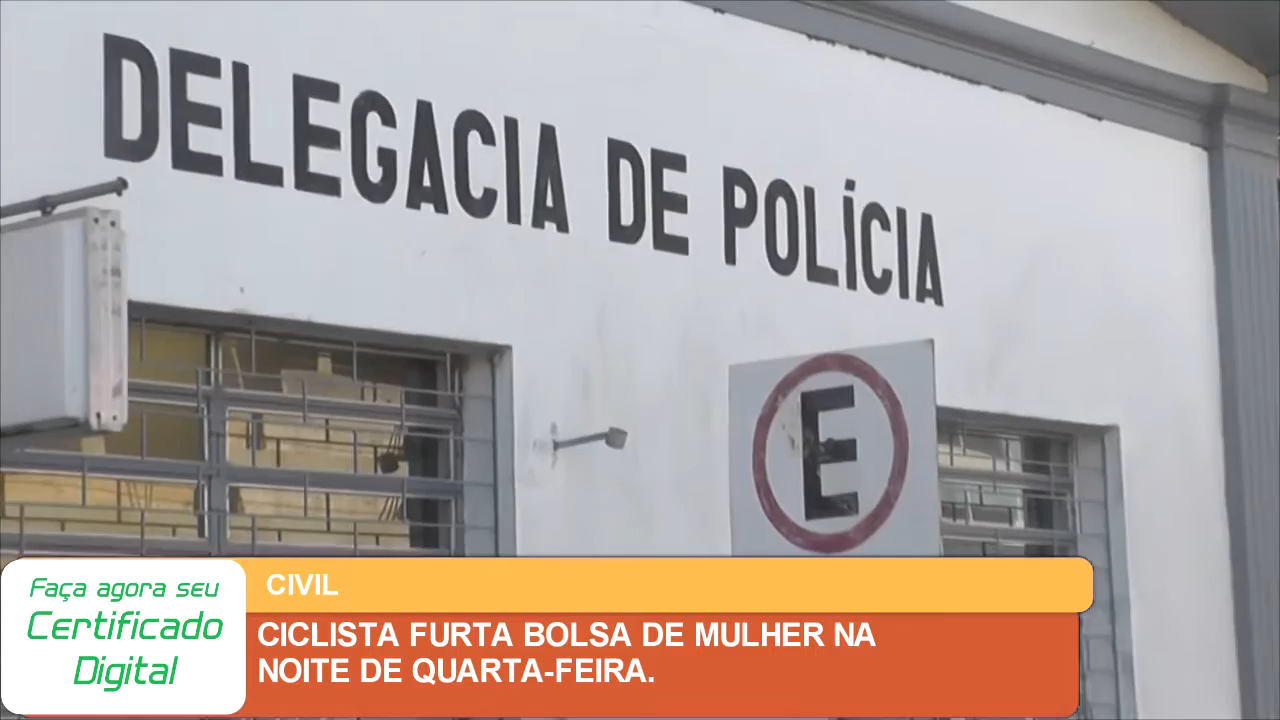 DELEGACIA DE POLÍCIA
E
Faça agora seu
Certificado
Digital
CIVIL
CICLISTA FURTA BOLSA DE MULHER NA
NOITE DE QUARTA-FEIRA.